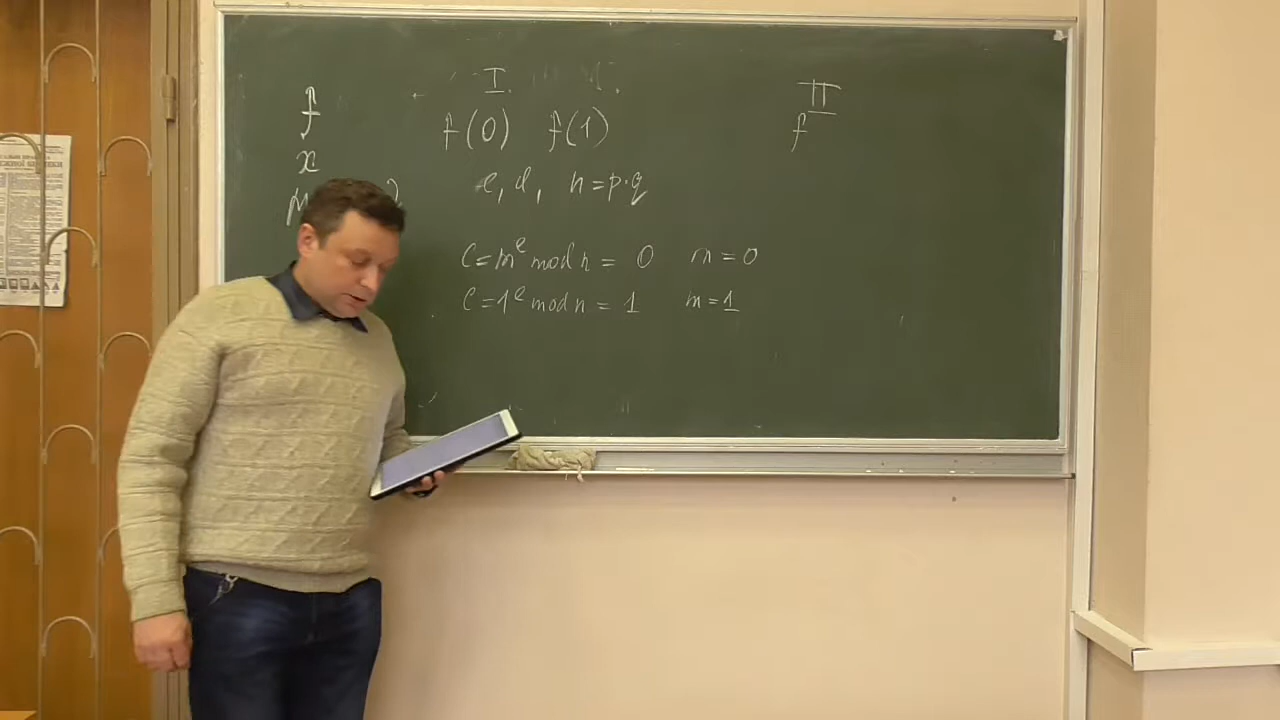 I. II
f f(0) f(1) f
x
e, d, n = p·q
C = m^e mod n = 0 m = 0
C = 1^e mod n = 1 m = 1